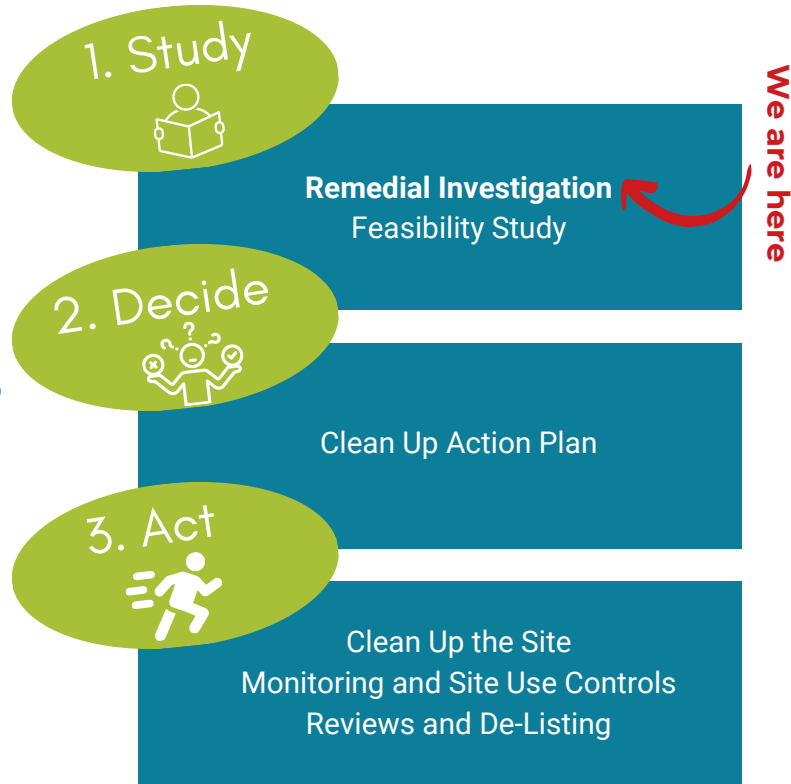 1. Study
We are here
Remedial Investigation
Feasibility Study
2. Decide
? ? ?
Clean Up Action Plan
3. Act
Clean Up the Site
Monitoring and Site Use Controls
Reviews and De-Listing